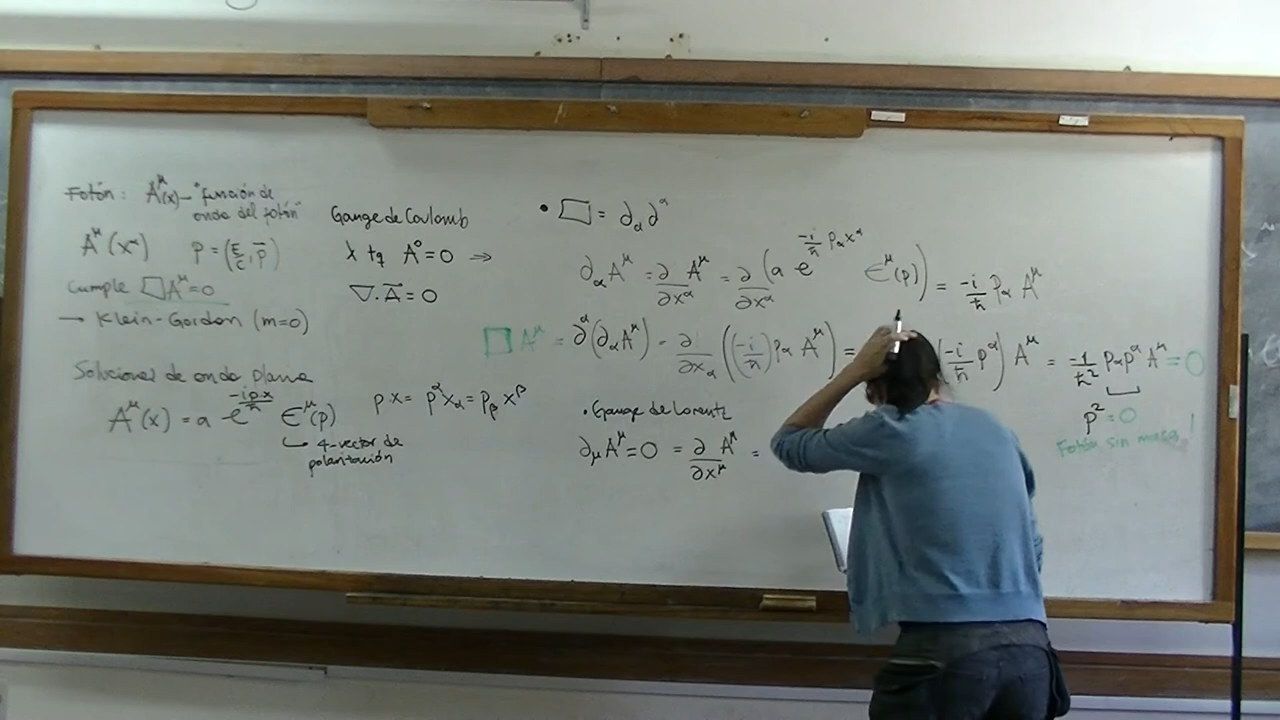 Fotón: A^μ(x) – "función de
onda del fotón"
A^μ(x^α) p = (E/c, p⃗)
Cumple □A^μ = 0
→ Klein-Gordon (m=0)
Soluciones de onda plana
A^μ(x) = a e^{-ipx/ħ} ϵ^μ(p)
↳ 4-vector de
polarización
Gauge de Coulomb
λ tq A⁰ = 0 ⇒
∇·A⃗ = 0
px = p^α x_α = p_β x^β
• □ = ∂_α ∂^α
∂_α A^μ = ∂/∂x^α A^μ = ∂/∂x^α (a e^{-i/ħ p_α x^α} ϵ^μ(p)) = -i/ħ p_α A^μ
□ A^μ = ∂^α(∂_α A^μ) = ∂/∂x_α ((-i/ħ) p_α A^μ) = (-i/ħ p^α) A^μ = -1/ħ² p_α p^α A^μ = 0
p² = 0
Fotón sin masa!
• Gauge de Lorentz
∂_μ A^μ = 0 = ∂/∂x^μ A^μ =